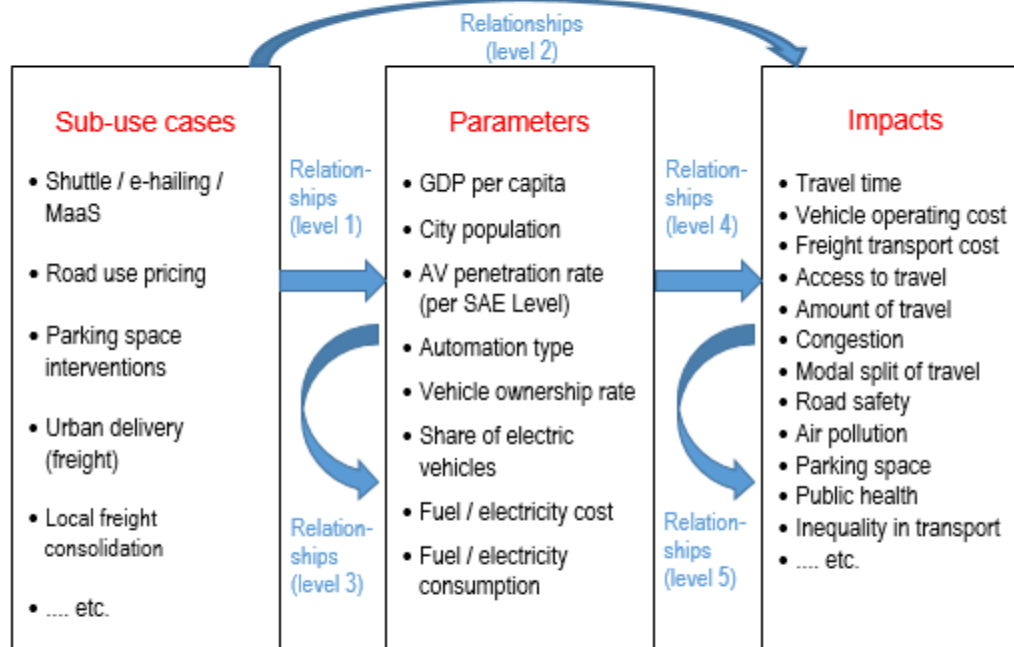 Relationships
(level 2)
Sub-use cases
• Shuttle / e-hailing /
MaaS
• Road use pricing
• Parking space
interventions
• Urban delivery
(freight)
• Local freight
consolidation
• .... etc.
Relation-
ships
(level 1)
Relation-
ships
(level 3)
Parameters
• GDP per capita
• City population
• AV penetration rate
(per SAE Level)
• Automation type
• Vehicle ownership rate
• Share of electric
vehicles
• Fuel / electricity cost
• Fuel / electricity
consumption
Relation-
ships
(level 4)
Relation-
ships
(level 5)
Impacts
• Travel time
• Vehicle operating cost
• Freight transport cost
• Access to travel
• Amount of travel
• Congestion
• Modal split of travel
• Road safety
• Air pollution
• Parking space
• Public health
• Inequality in transport
• .... etc.